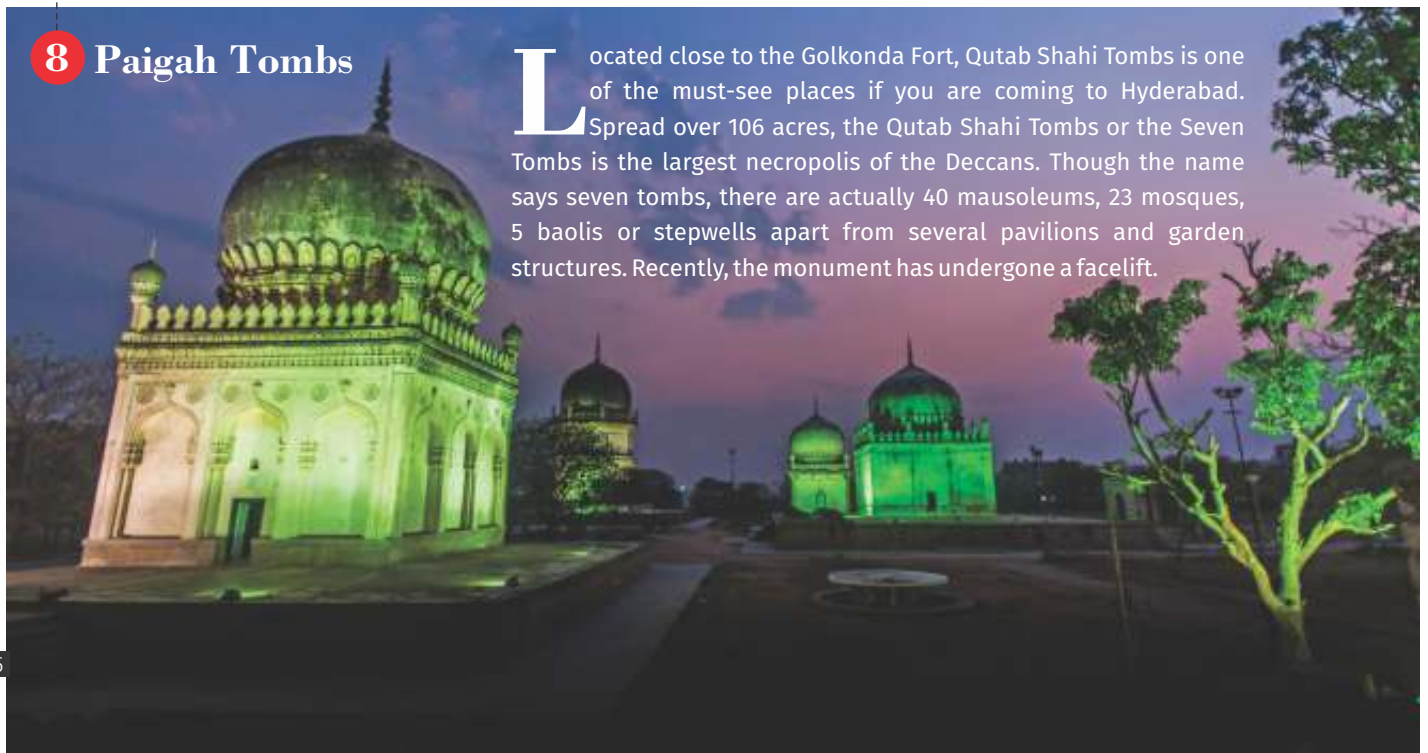 8 Paigah Tombs
Located close to the Golkonda Fort, Qutab Shahi Tombs is one
of the must-see places if you are coming to Hyderabad.
Spread over 106 acres, the Qutab Shahi Tombs or the Seven
Tombs is the largest necropolis of the Deccans. Though the name
says seven tombs, there are actually 40 mausoleums, 23 mosques,
5 baolis or stepwells apart from several pavilions and garden
structures. Recently, the monument has undergone a facelift.